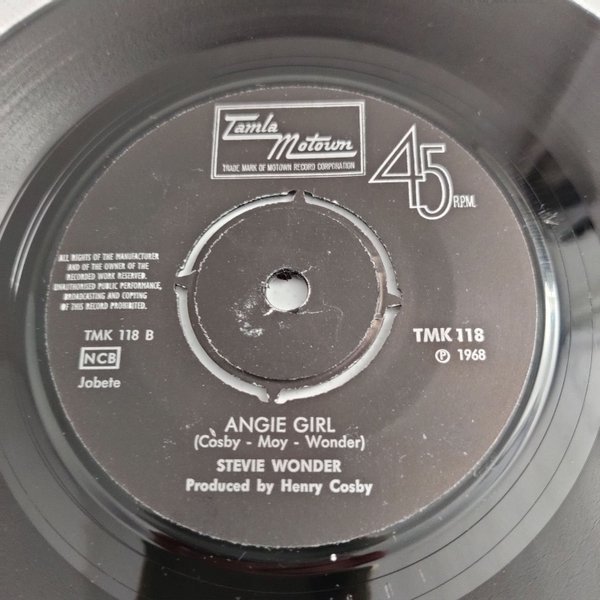 Tamla
Motown
TRADE MARK OF MOTOWN RECORD CORPORATION
45
R.P.M.
ALL RIGHTS OF THE MANUFACTURER
AND OF THE OWNER OF THE
RECORDED WORK RESERVED.
UNAUTHORISED PUBLIC PERFORMANCE,
BROADCASTING AND COPYING
OF THIS RECORD PROHIBITED.
TMK 118 B
NCB
Jobete
TMK 118
Ⓟ 1968
ANGIE GIRL
(Cosby - Moy - Wonder)
STEVIE WONDER
Produced by Henry Cosby